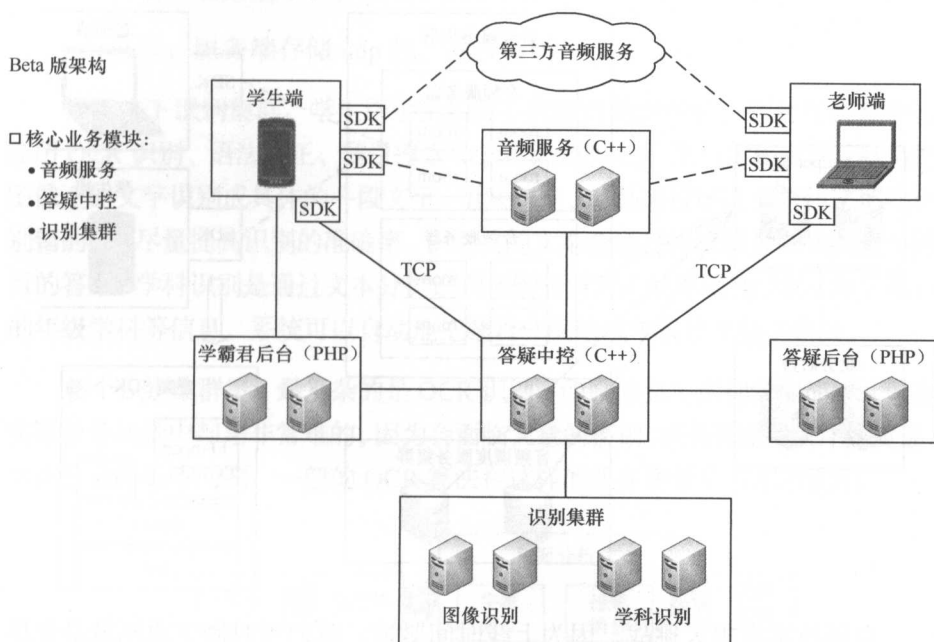 Beta 版架构
口核心业务模块：
•音频服务
•答疑中控
•识别集群
第三方音频服务
学生端
SDK
SDK
SDK
音频服务（C++）
老师端
SDK
SDK
SDK
TCP
TCP
学霸君后台（PHP）
答疑中控（C++）
答疑后台（PHP）
识别集群
图像识别
学科识别